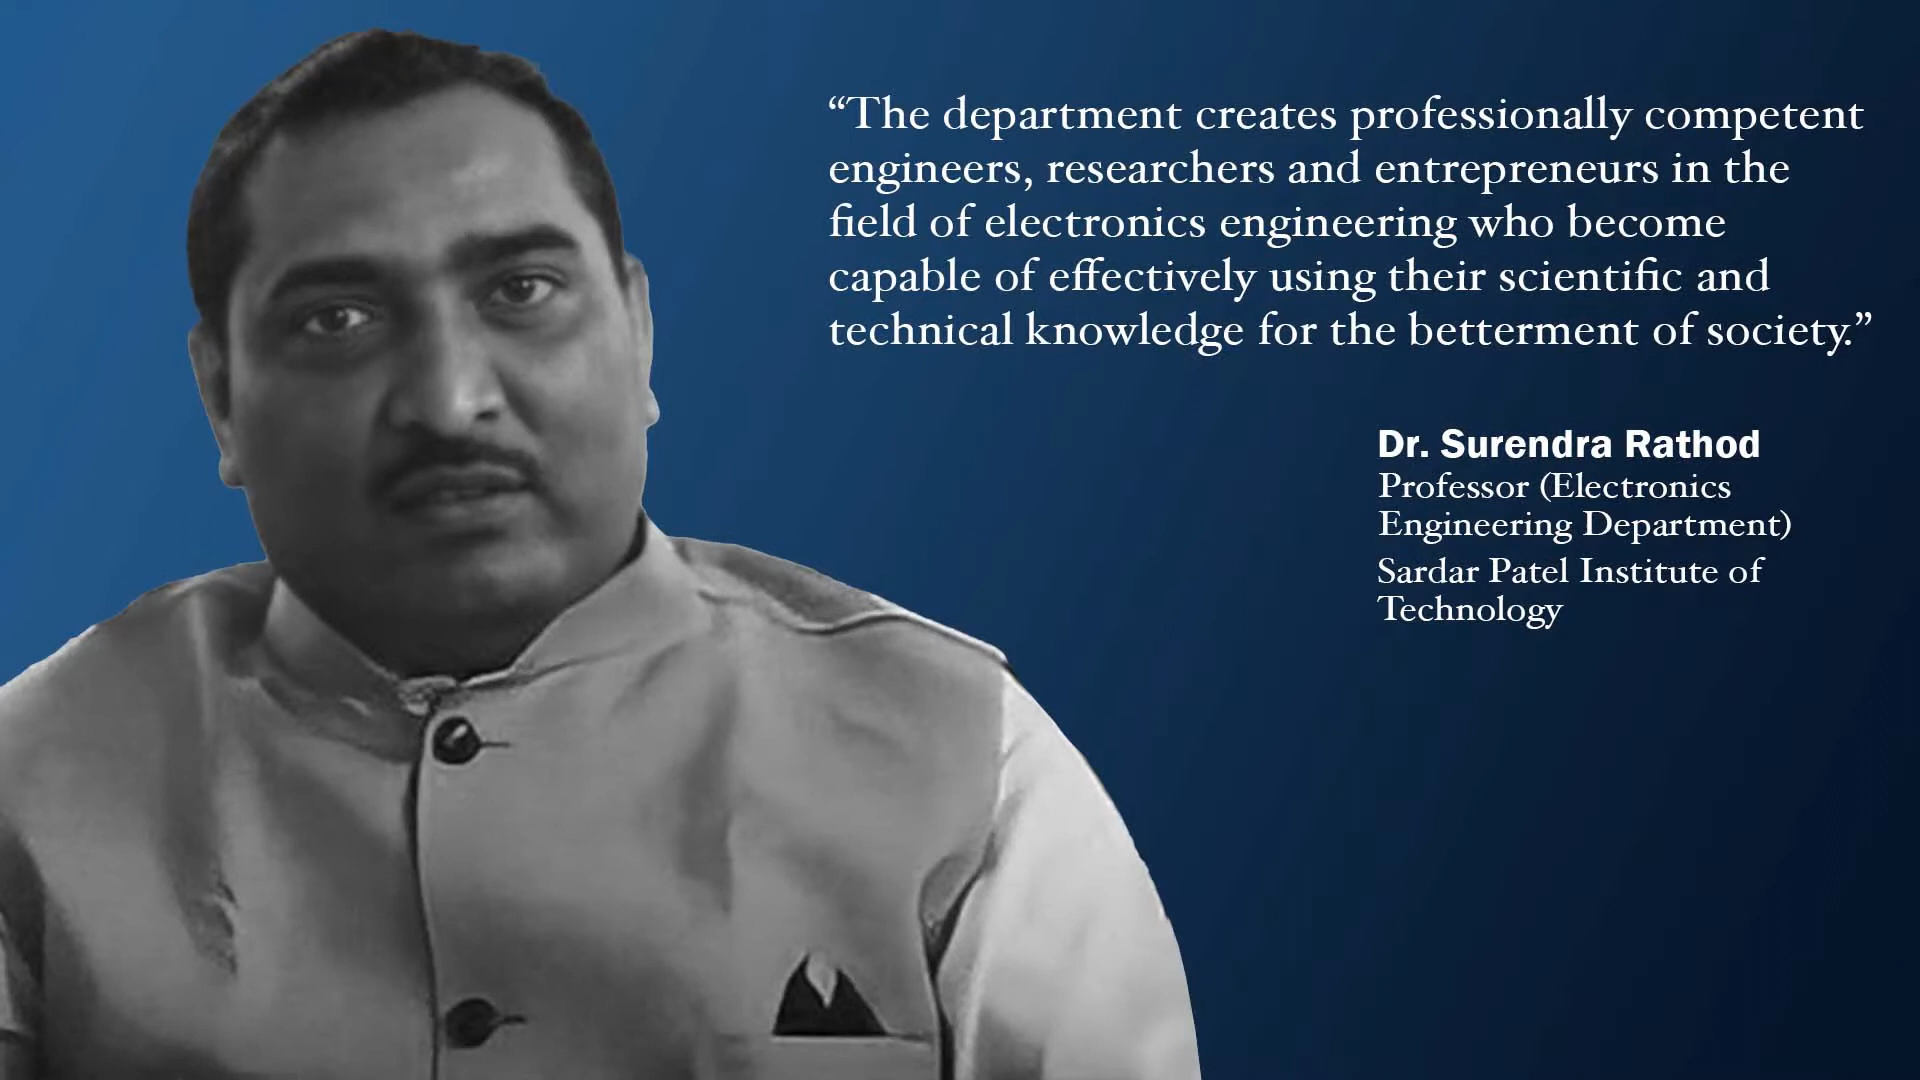 “The department creates professionally competent
engineers, researchers and entrepreneurs in the
field of electronics engineering who become
capable of effectively using their scientific and
technical knowledge for the betterment of society.”
Dr. Surendra Rathod
Professor (Electronics
Engineering Department)
Sardar Patel Institute of
Technology